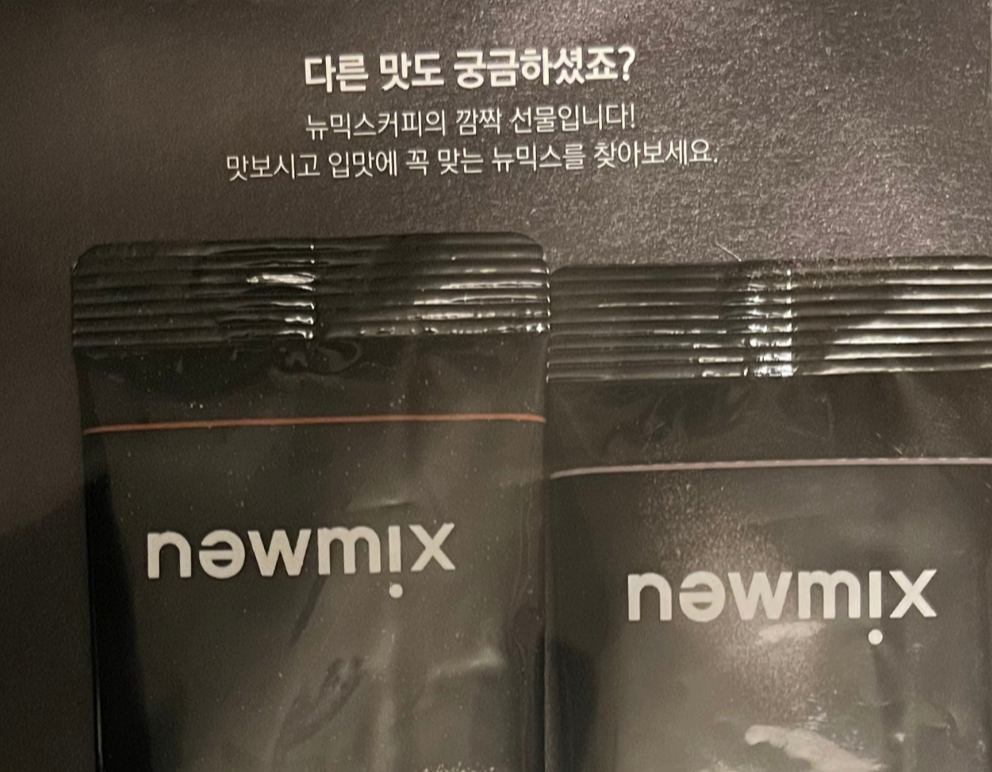 다른 맛도 궁금하셨죠?
뉴믹스커피의 깜짝 선물입니다!
맛보시고 입맛에 꼭 맞는 뉴믹스를 찾아보세요.
newmix
newmix